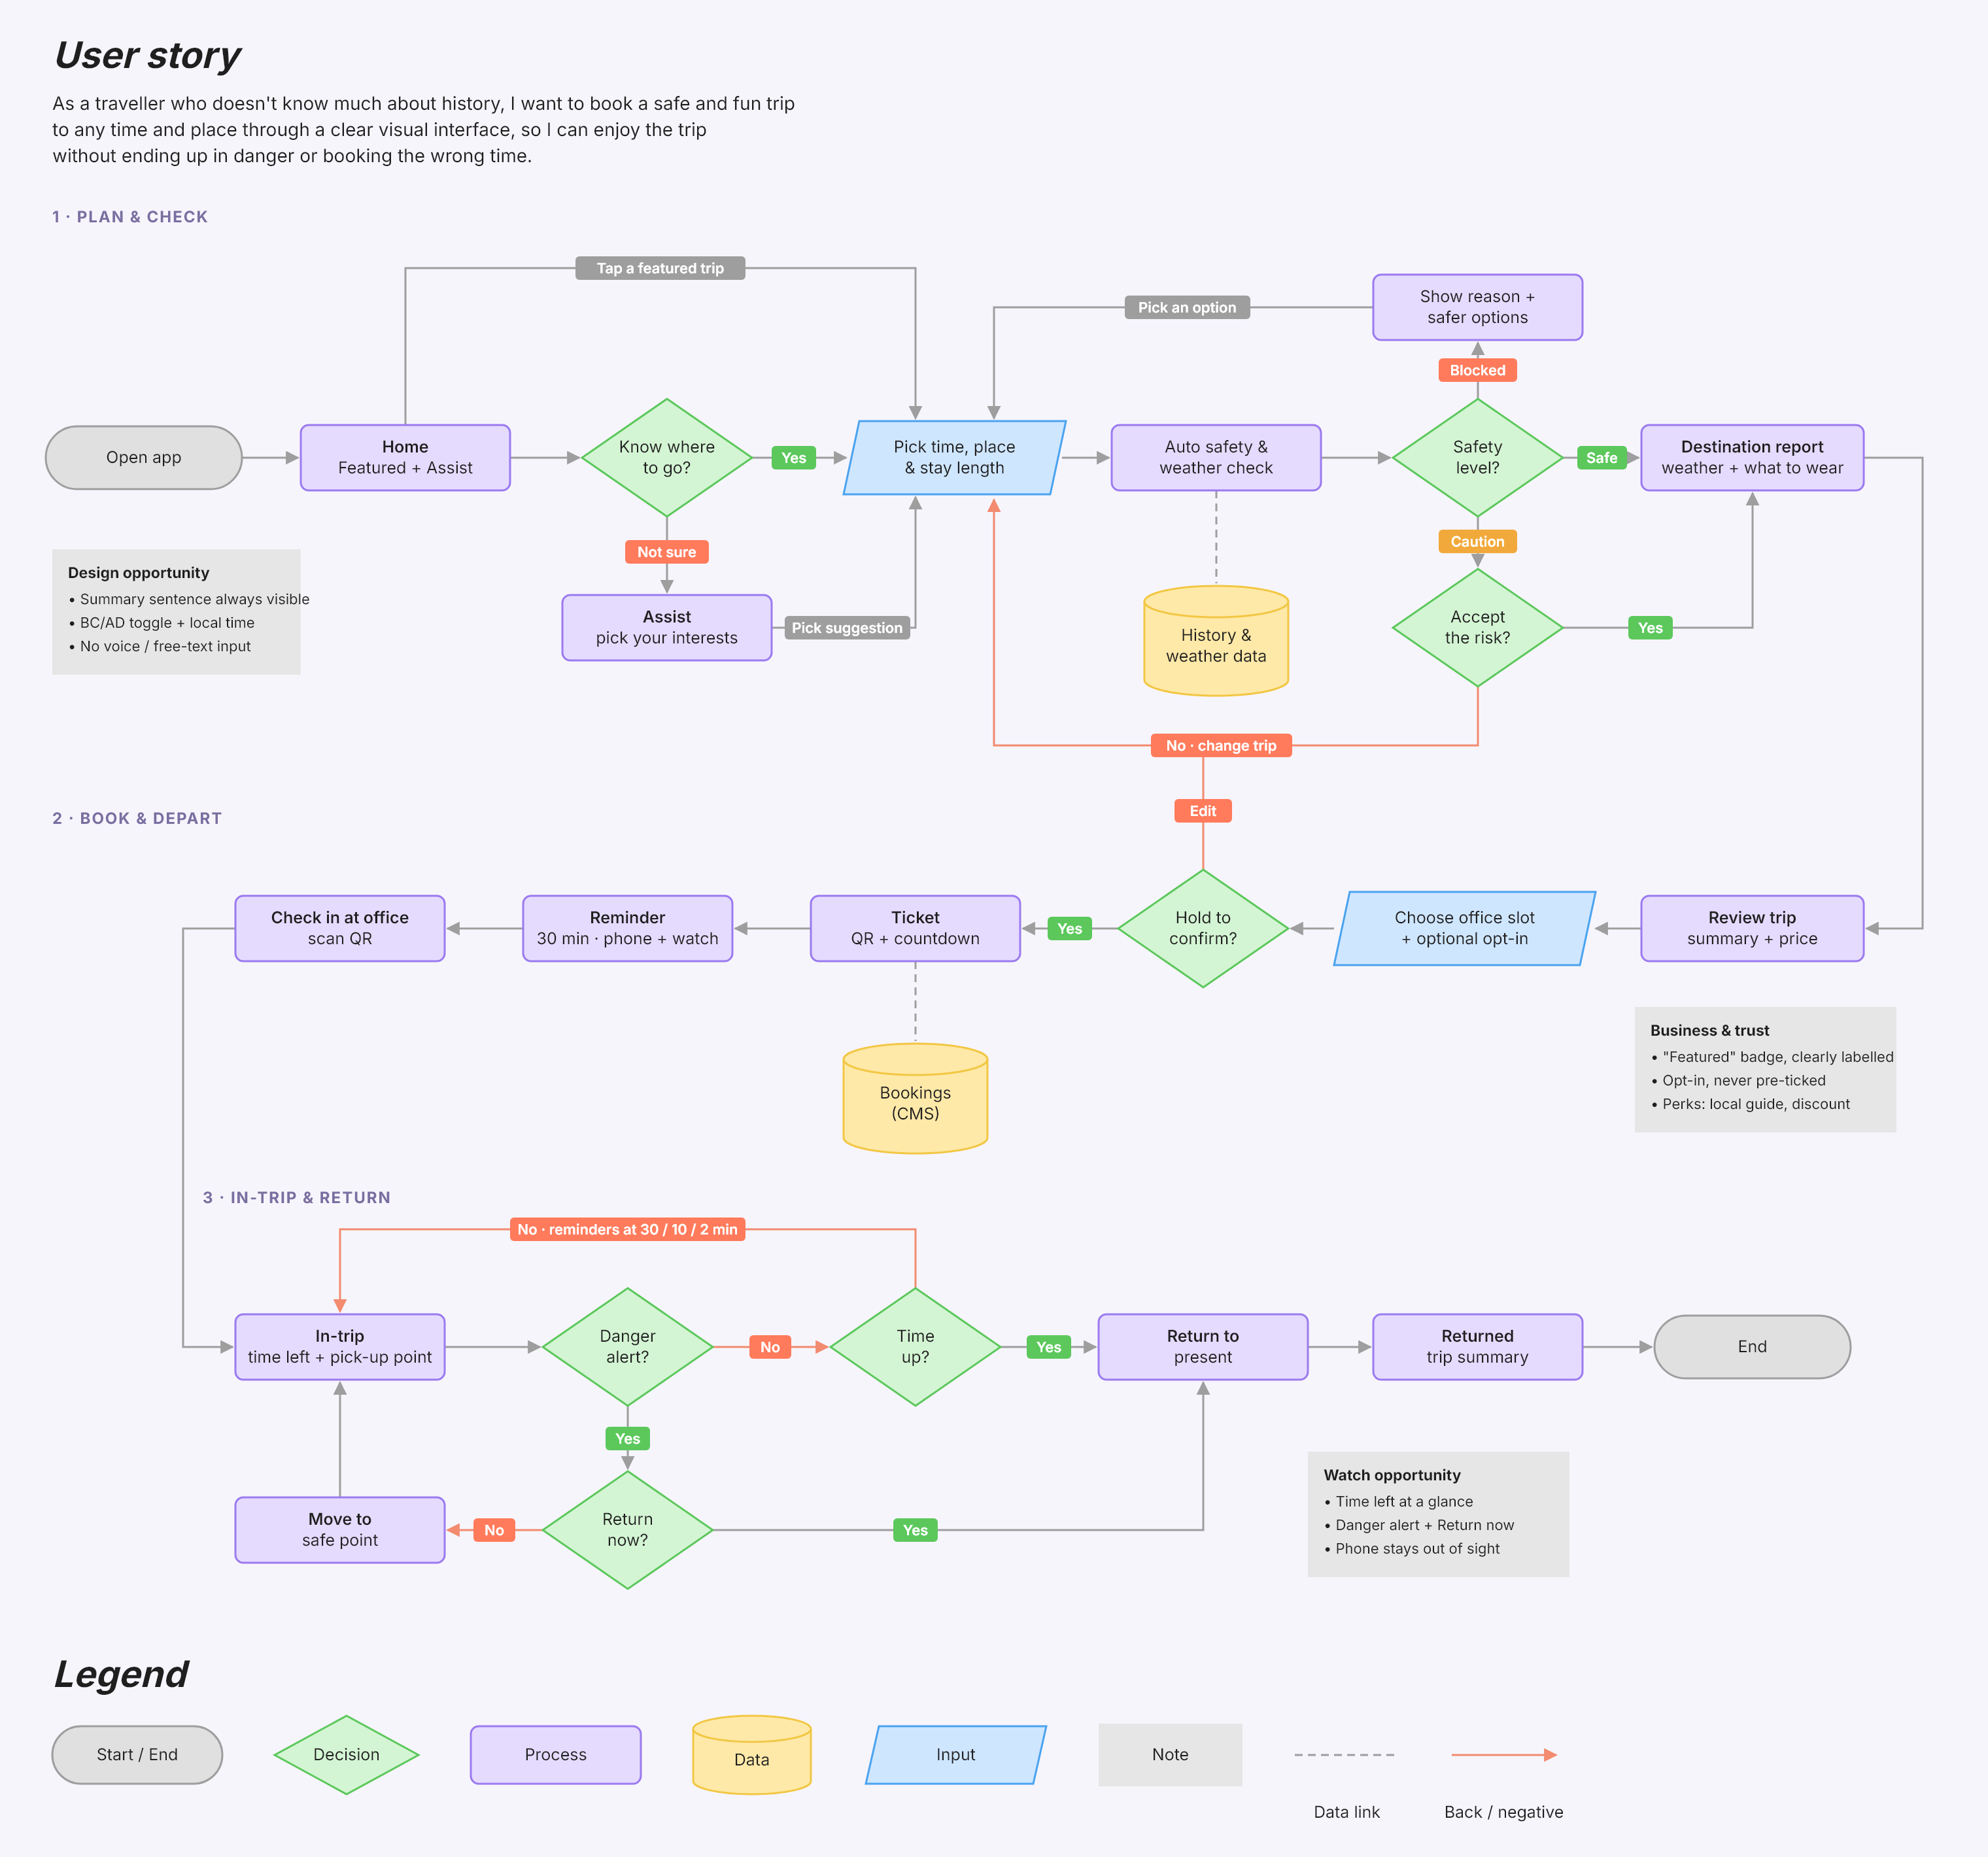 User story
As a traveller who doesn't know much about history, I want to book a safe and fun trip
to any time and place through a clear visual interface, so I can enjoy the trip
without ending up in danger or booking the wrong time.
1 · PLAN & CHECK
Tap a featured trip
Pick an option
Show reason +
safer options
Blocked
Open app
Home
Featured + Assist
Know where
to go?
Yes
Pick time, place
& stay length
Auto safety &
weather check
Safety
level?
Safe
Destination report
weather + what to wear
Not sure
Caution
Design opportunity
• Summary sentence always visible
• BC/AD toggle + local time
• No voice / free-text input
Assist
pick your interests
Pick suggestion
History &
weather data
Accept
the risk?
Yes
No · change trip
2 · BOOK & DEPART
Edit
Check in at office
scan QR
Reminder
30 min · phone + watch
Ticket
QR + countdown
Yes
Hold to
confirm?
Choose office slot
+ optional opt-in
Review trip
summary + price
Bookings
(CMS)
Business & trust
• "Featured" badge, clearly labelled
• Opt-in, never pre-ticked
• Perks: local guide, discount
3 · IN-TRIP & RETURN
No · reminders at 30 / 10 / 2 min
In-trip
time left + pick-up point
Danger
alert?
No
Time
up?
Yes
Return to
present
Returned
trip summary
End
Yes
Move to
safe point
No
Return
now?
Yes
Watch opportunity
• Time left at a glance
• Danger alert + Return now
• Phone stays out of sight
Legend
Start / End
Decision
Process
Data
Input
Note
Data link
Back / negative